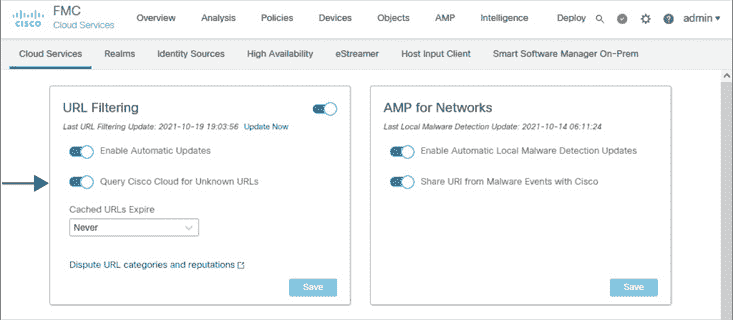 cisco
FMC
Cloud Services
Overview Analysis Policies Devices Objects AMP Intelligence Deploy admin
Cloud Services Realms Identity Sources High Availability eStreamer Host Input Client Smart Software Manager On-Prem
URL Filtering
Last URL Filtering Update: 2021-10-19 19:03:56 Update Now
Enable Automatic Updates
Query Cisco Cloud for Unknown URLs
Cached URLs Expire
Never
Dispute URL categories and reputations
Save
AMP for Networks
Last Local Malware Detection Update: 2021-10-14 06:11:24
Enable Automatic Local Malware Detection Updates
Share URI from Malware Events with Cisco
Save